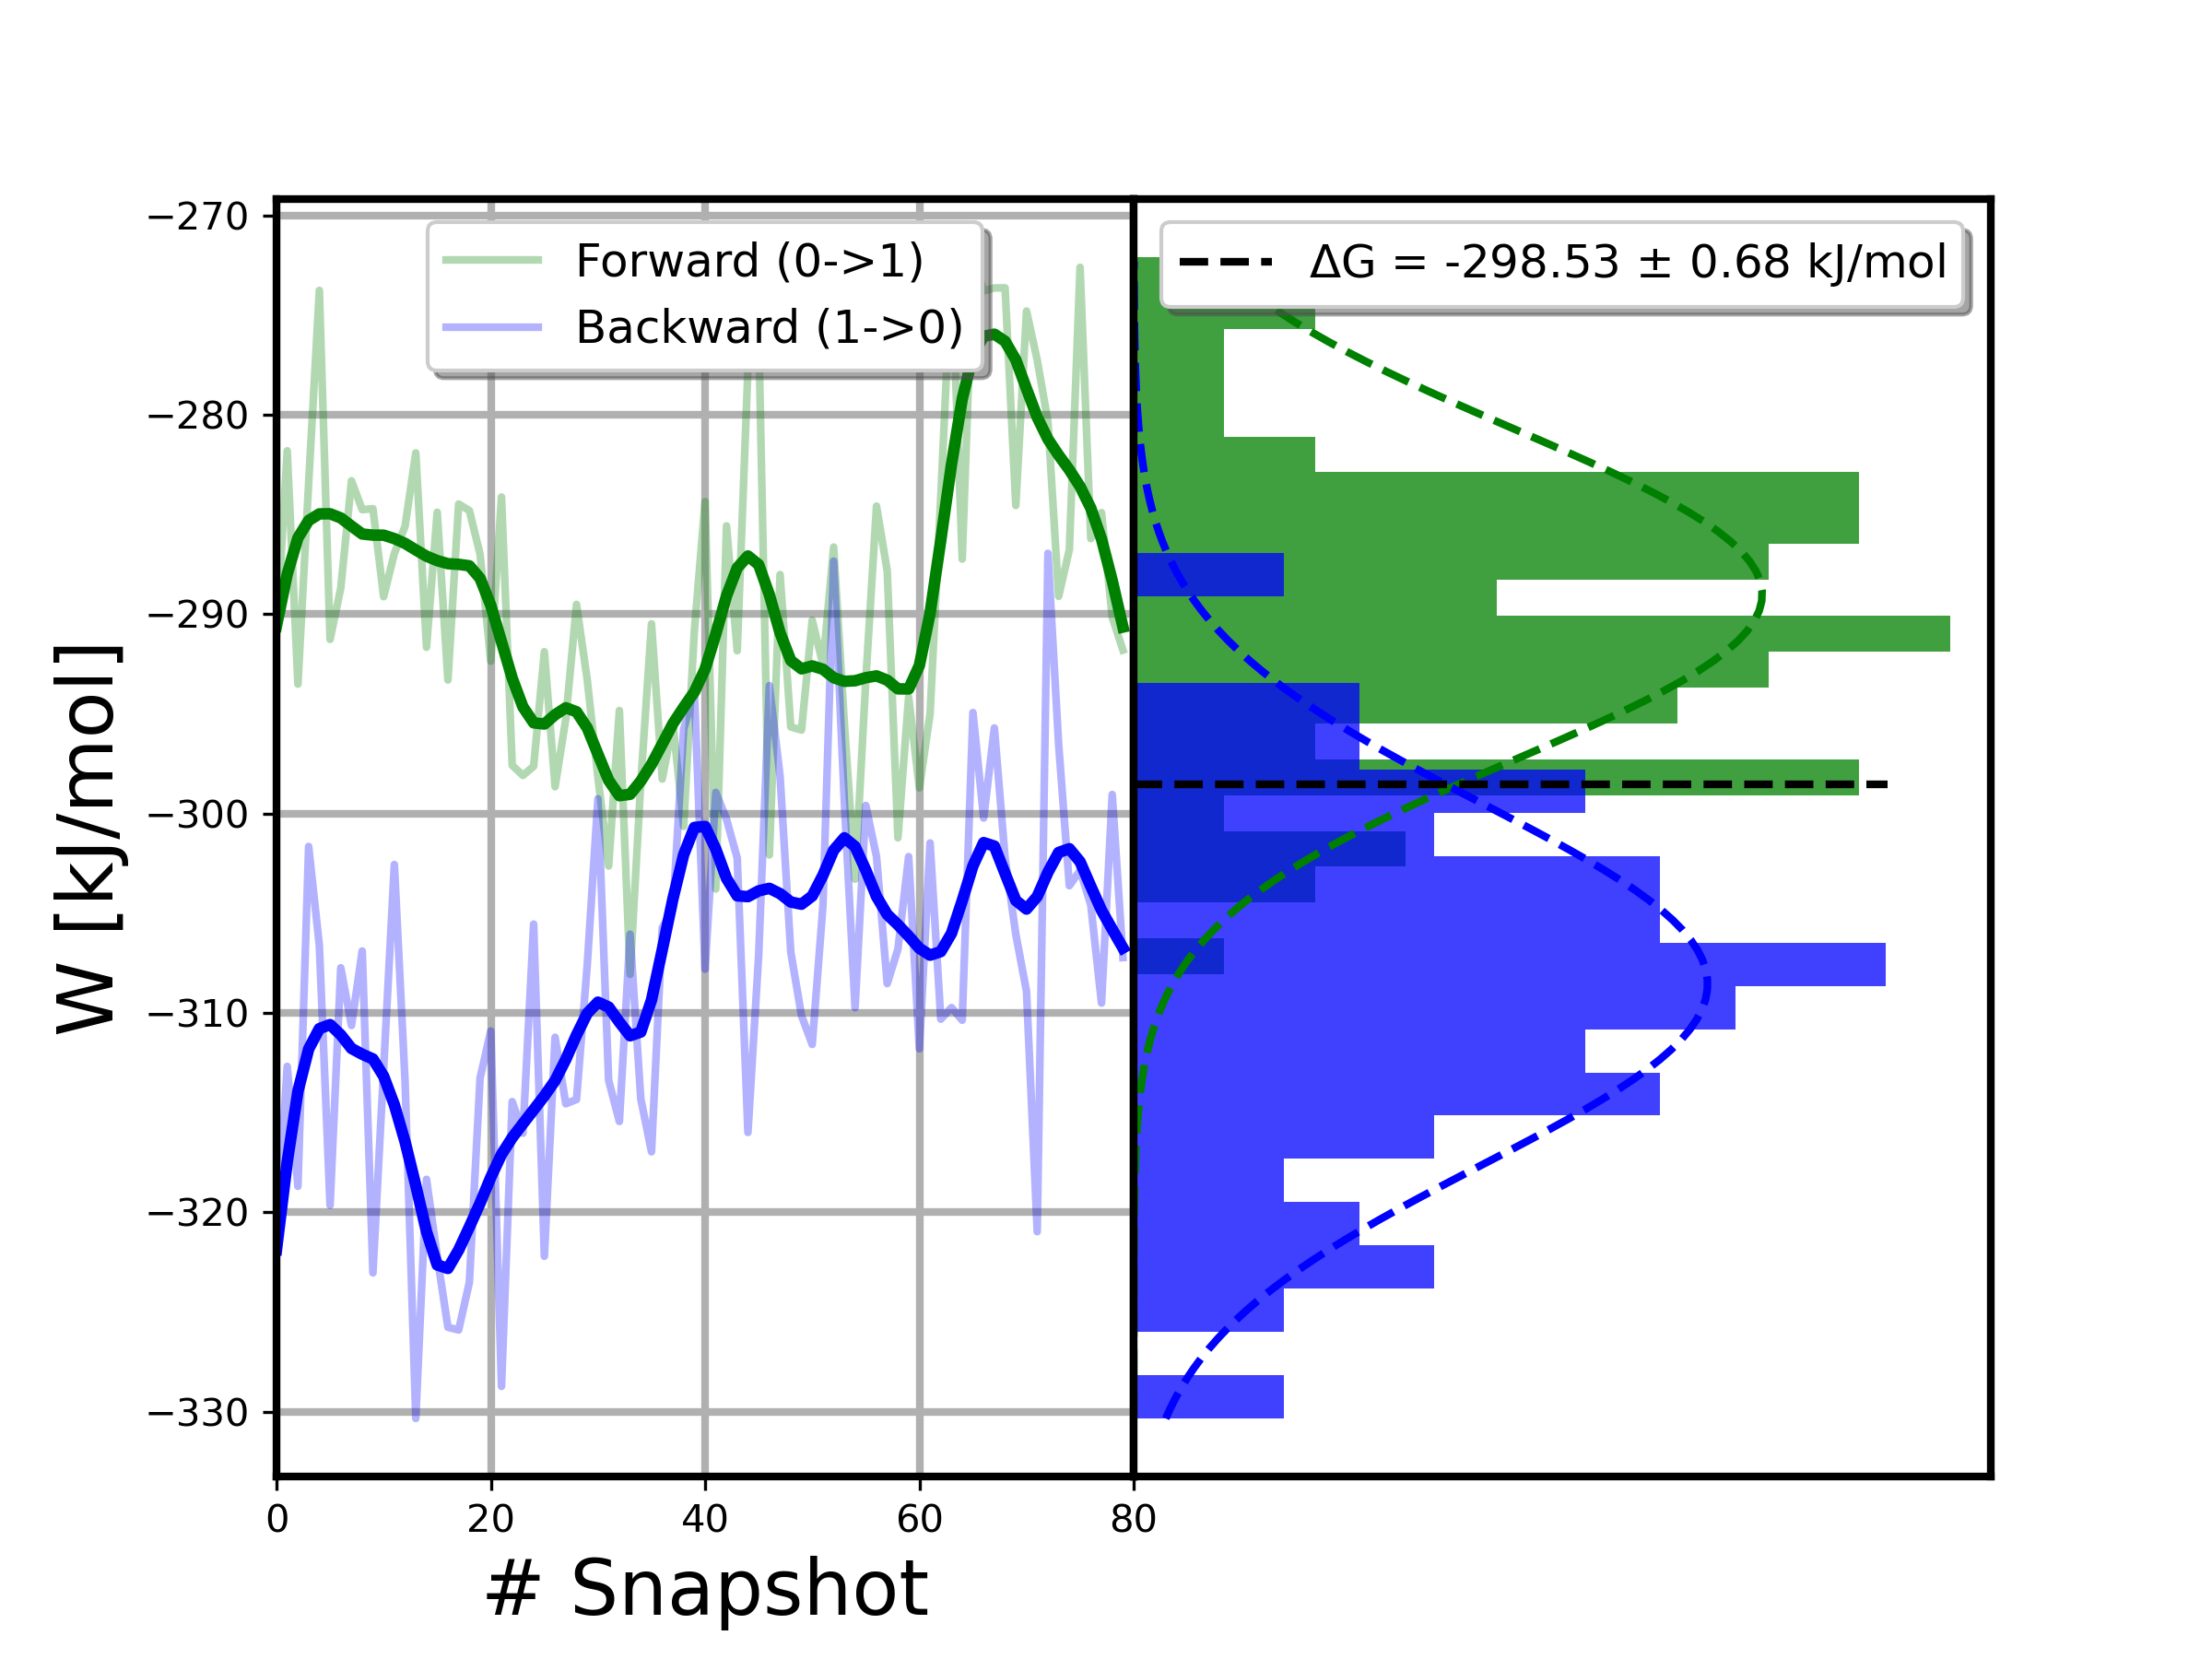 −270
−280
−290
−300
−310
−320
−330
W [kJ/mol]
Forward (0->1)
Backward (1->0)
ΔG = -298.53 ± 0.68 kJ/mol
0
20
40
60
80
# Snapshot